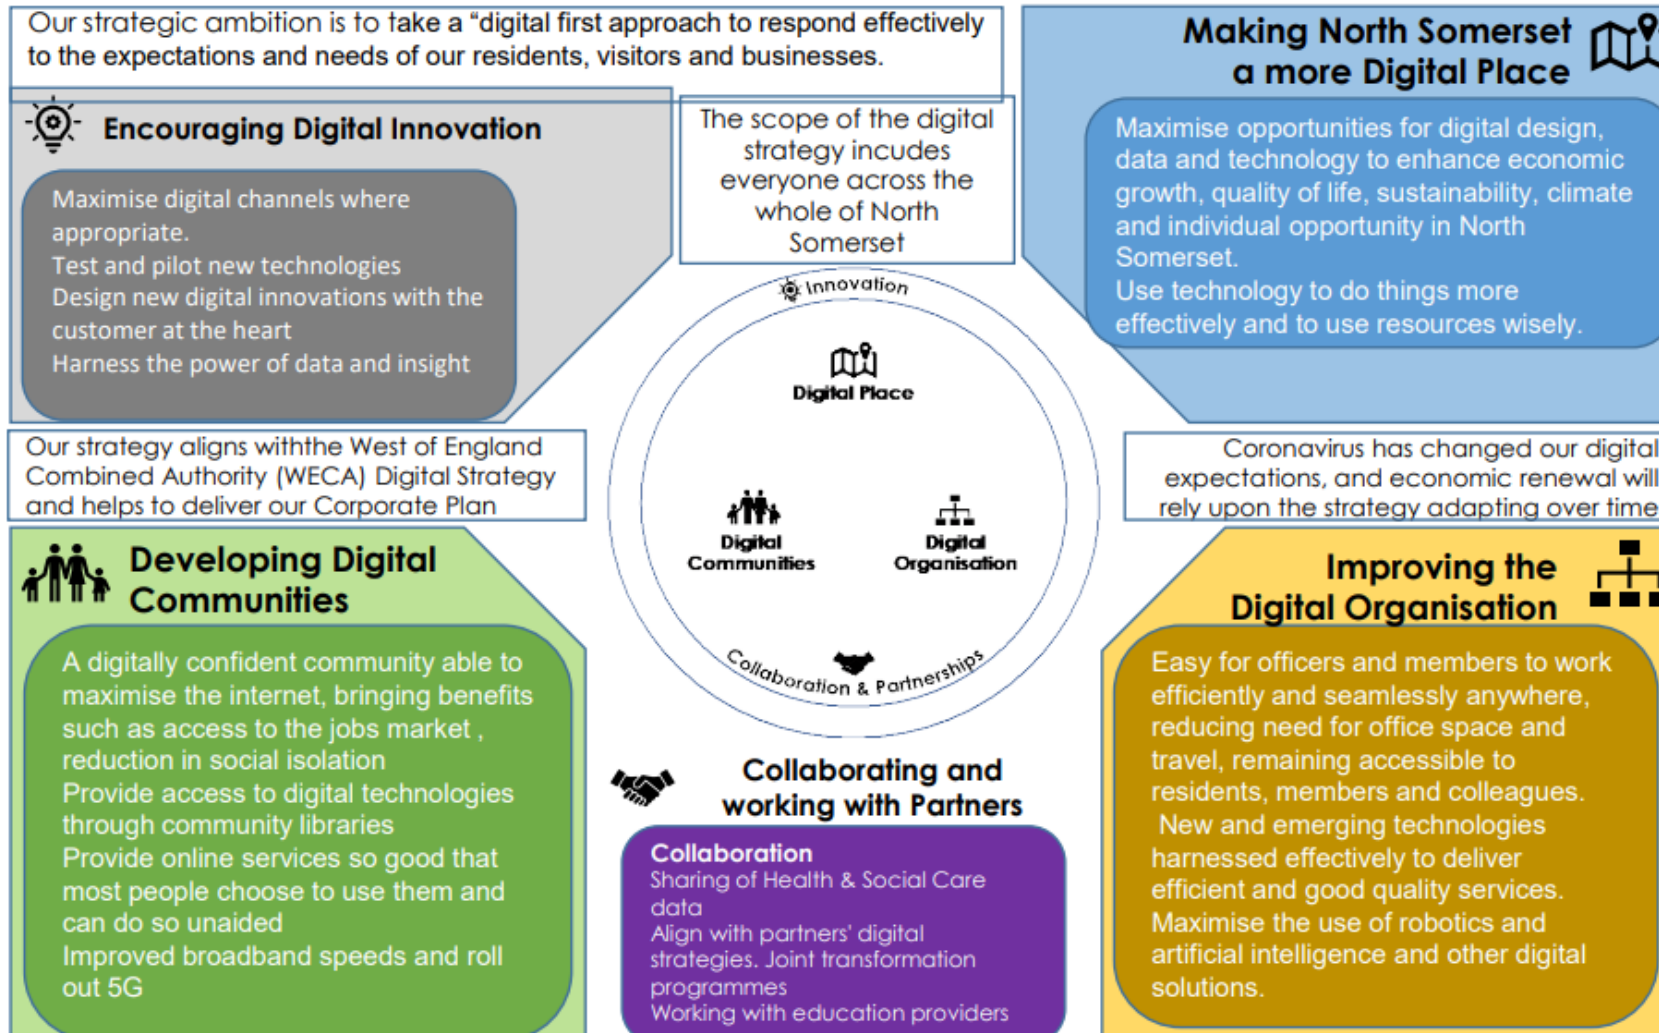 Our strategic ambition is to take a “digital first approach to respond effectively
to the expectations and needs of our residents, visitors and businesses.
Making North Somerset
a more Digital Place
Maximise opportunities for digital design,
data and technology to enhance economic
growth, quality of life, sustainability, climate
and individual opportunity in North
Somerset.
Use technology to do things more
effectively and to use resources wisely.
Encouraging Digital Innovation
Maximise digital channels where
appropriate.
Test and pilot new technologies
Design new digital innovations with the
customer at the heart
Harness the power of data and insight
The scope of the digital
strategy incudes
everyone across the
whole of North
Somerset
Innovation
Digital Place
Digital
Communities
Digital
Organisation
Collaboration & Partnerships
Our strategy aligns withthe West of England
Combined Authority (WECA) Digital Strategy
and helps to deliver our Corporate Plan
Coronavirus has changed our digital
expectations, and economic renewal will
rely upon the strategy adapting over time
Developing Digital
Communities
A digitally confident community able to
maximise the internet, bringing benefits
such as access to the jobs market ,
reduction in social isolation
Provide access to digital technologies
through community libraries
Provide online services so good that
most people choose to use them and
can do so unaided
Improved broadband speeds and roll
out 5G
Collaborating and
working with Partners
Collaboration
Sharing of Health & Social Care
data
Align with partners' digital
strategies. Joint transformation
programmes
Working with education providers
Improving the
Digital Organisation
Easy for officers and members to work
efficiently and seamlessly anywhere,
reducing need for office space and
travel, remaining accessible to
residents, members and colleagues.
New and emerging technologies
harnessed effectively to deliver
efficient and good quality services.
Maximise the use of robotics and
artificial intelligence and other digital
solutions.